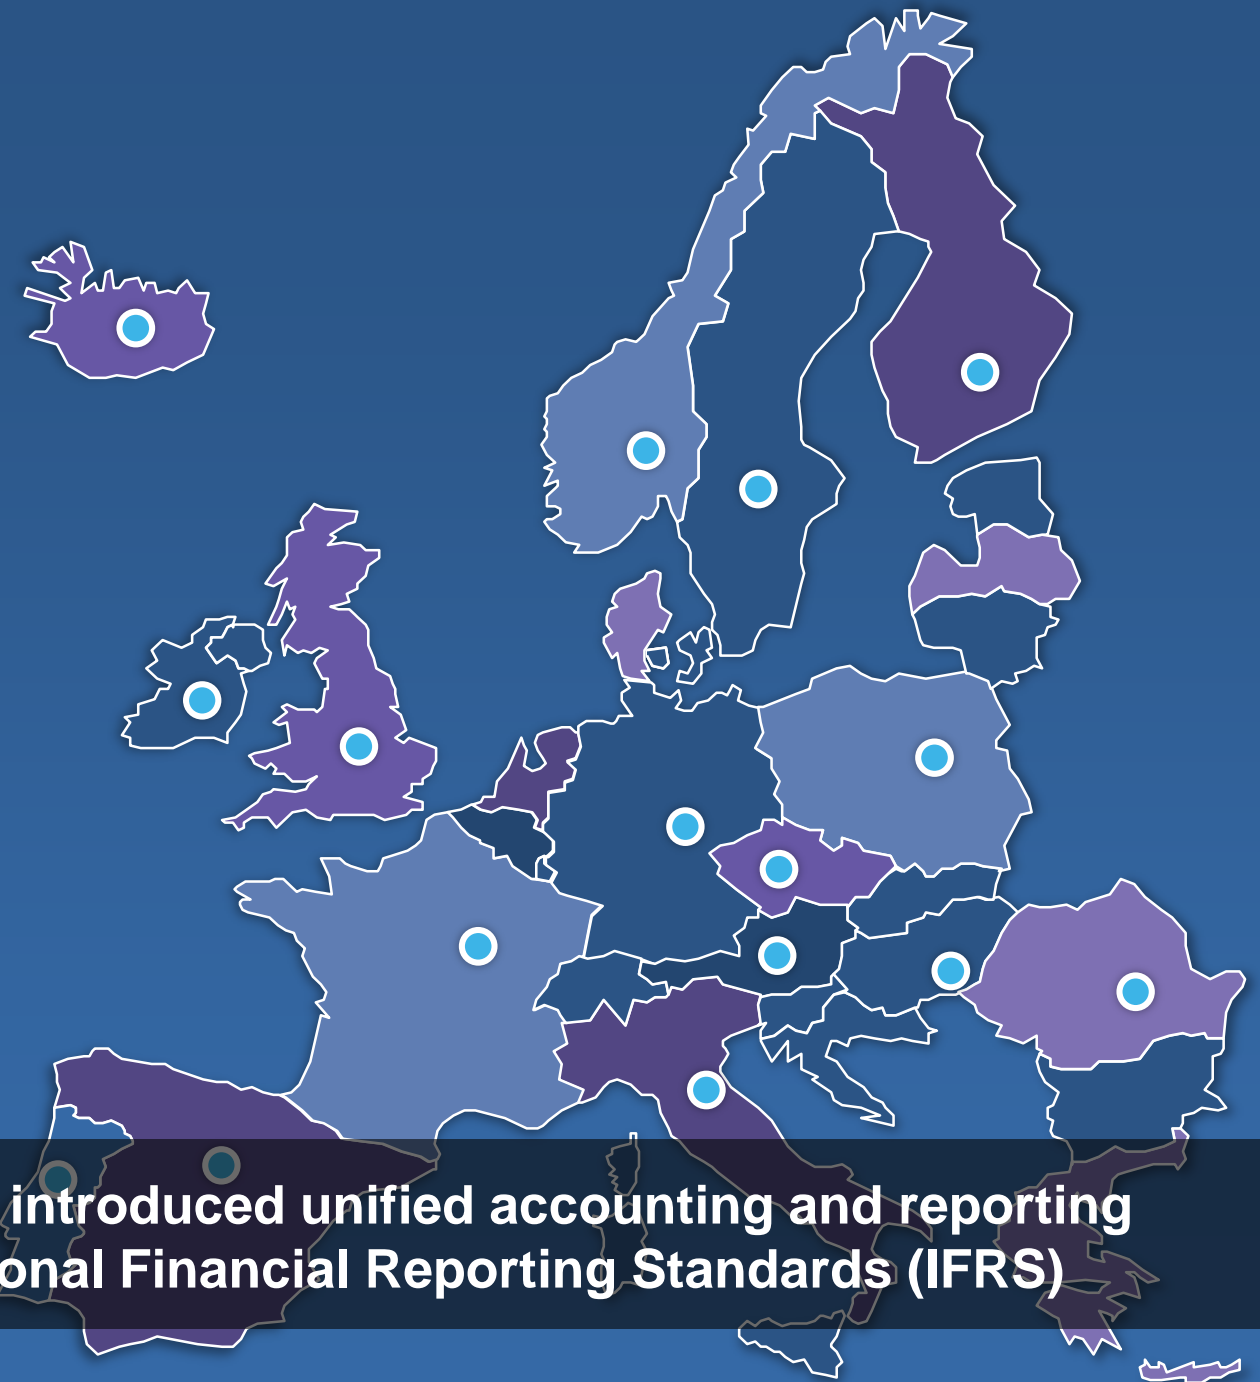 introduced unified accounting and reporting
onal Financial Reporting Standards (IFRS)